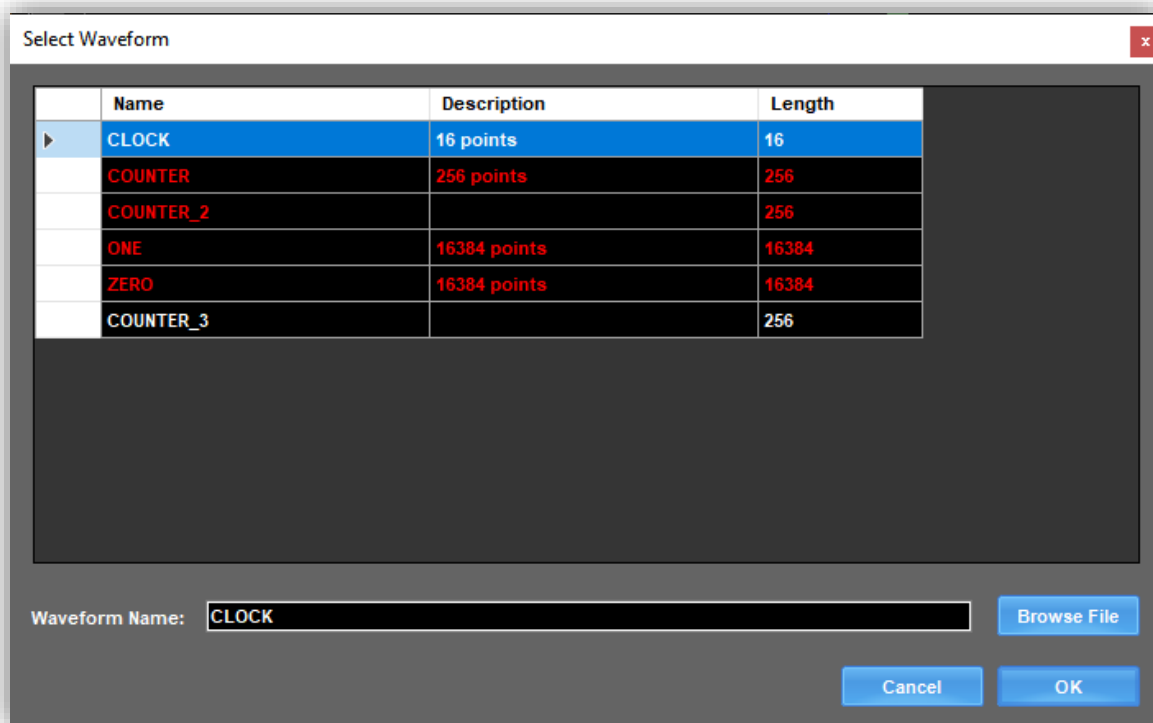 Select Waveform
x
Name Description Length
CLOCK 16 points 16
COUNTER 256 points 256
COUNTER_2 256
ONE 16384 points 16384
ZERO 16384 points 16384
COUNTER_3 256
Waveform Name: CLOCK Browse File
Cancel OK